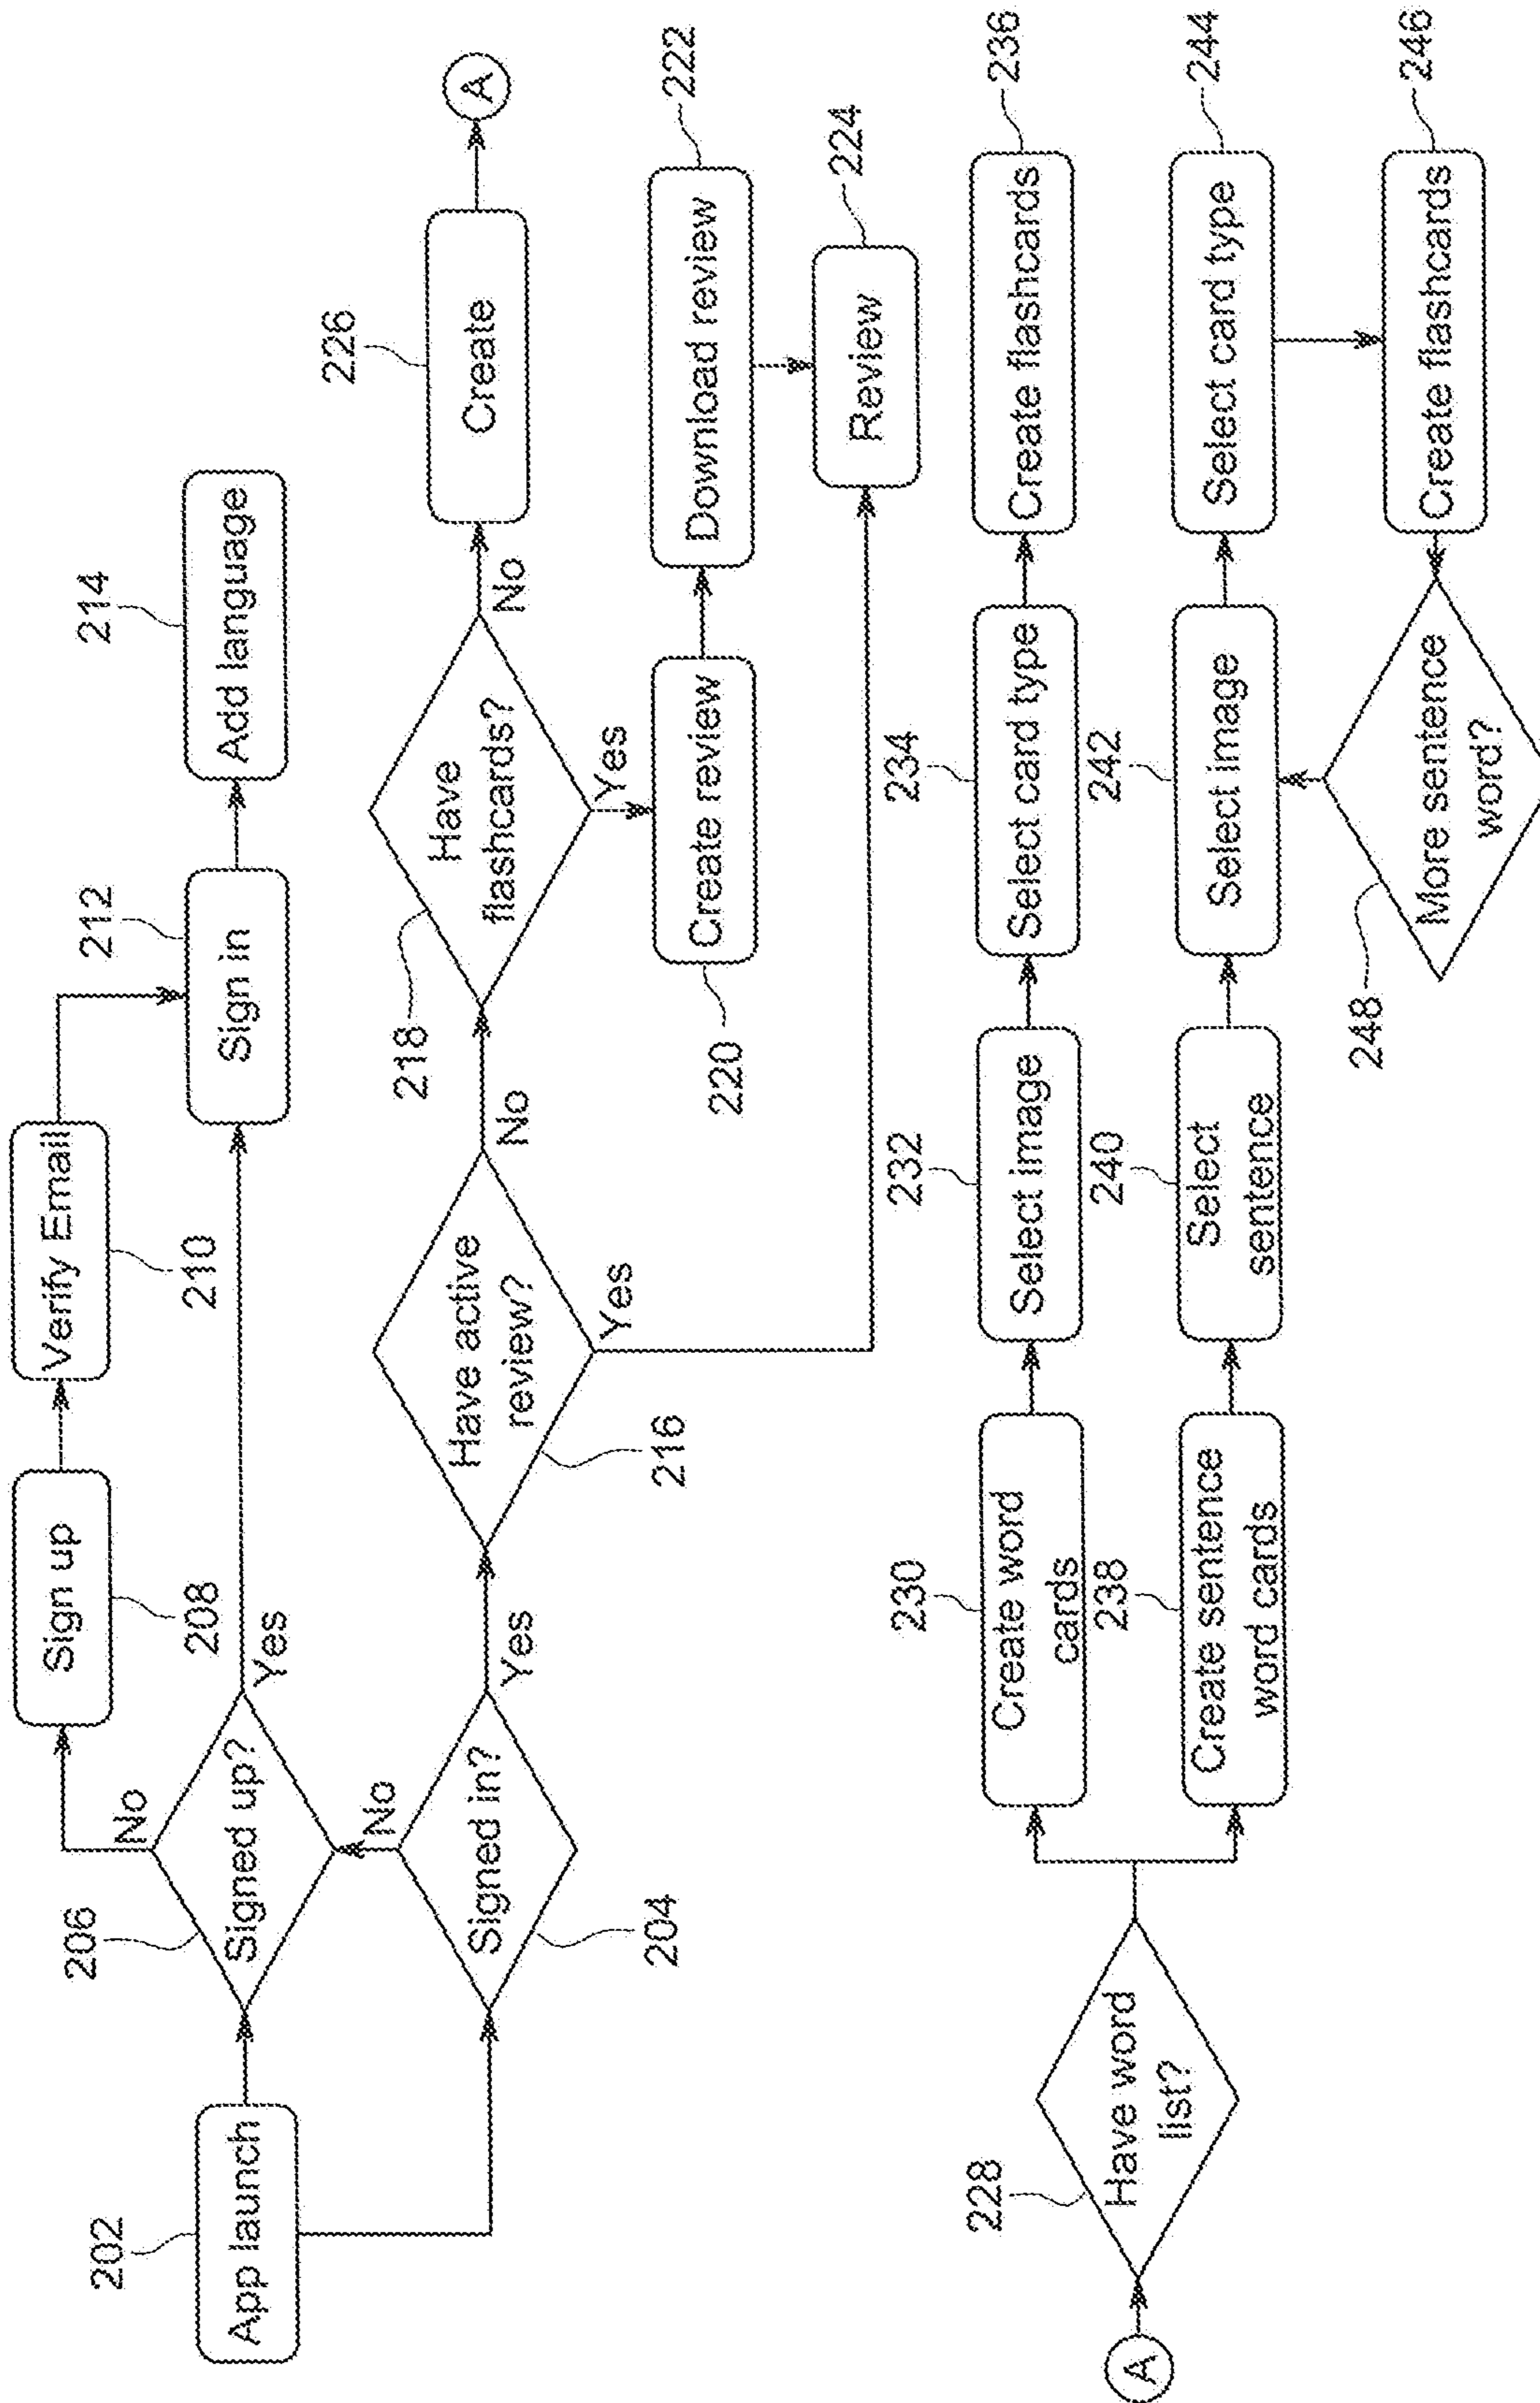 208
Sign up
210
Verify Email
206
Signed up?
No
Yes
212
Sign in
214
Add language
202
App launch
204
Signed in?
No
Yes
216
Have active
review?
No
Yes
218
Have
flashcards?
No
Yes
226
Create
A
220
Create review
222
Download review
224
Review
A
228
Have word
list?
230
Create word
cards
232
Select image
234
Select card type
236
Create flashcards
238
Create sentence
word cards
240
Select
sentence
242
Select image
244
Select card type
246
Create flashcards
248
More sentence
word?